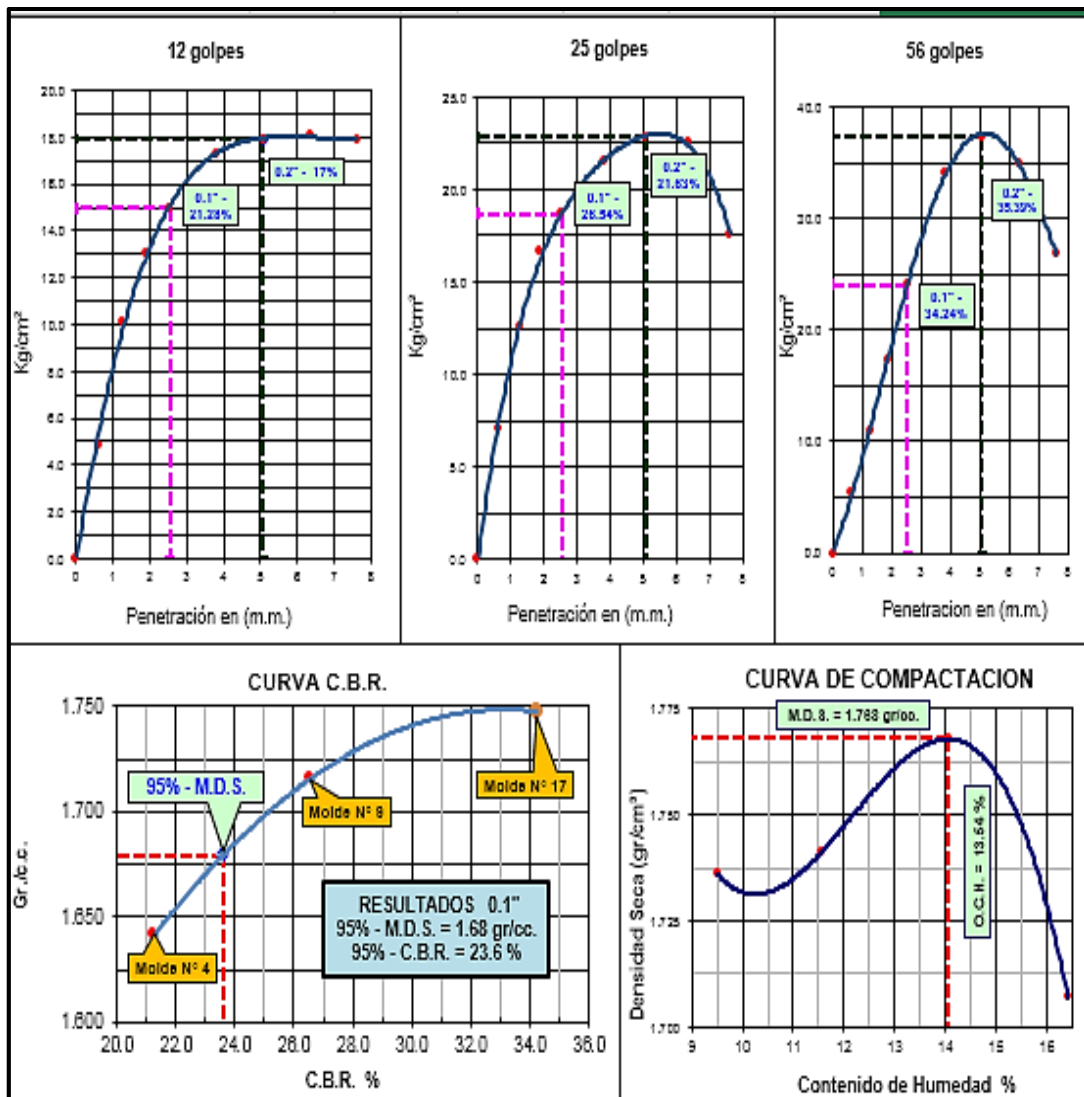 12 golpes
20.0
18.0
16.0
14.0
12.0
10.0
8.0
6.0
4.0
2.0
0.0
Kg/cm²
0.2" - 17%
0.1" -
21.28%
0 1 2 3 4 5 6 7 8
Penetración en (m.m.)
25 golpes
25.0
20.0
15.0
10.0
5.0
0.0
Kg/cm²
0.2" -
21.63%
0.1" -
26.54%
0 1 2 3 4 5 6 7 8
Penetración en (m.m.)
56 golpes
40.0
30.0
20.0
10.0
0.0
Kg/cm²
0.2" -
35.39%
0.1" -
34.24%
0 1 2 3 4 5 6 7 8
Penetracion en (m.m.)
CURVA C.B.R.
1.750
1.700
1.650
1.600
Gr./c.c.
95% - M.D.S.
Molde N° 17
Molde N° 8
Molde N° 4
RESULTADOS 0.1"
95% - M.D.S. = 1.68 gr/cc.
95% - C.B.R. = 23.6 %
20.0 22.0 24.0 26.0 28.0 30.0 32.0 34.0 36.0
C.B.R. %
CURVA DE COMPACTACION
1.775
1.750
1.725
1.700
Densidad Seca (gr/cm³)
M.D.S. = 1.768 gr/cc.
O.C.H. = 13.64 %
9 10 11 12 13 14 15 16
Contenido de Humedad %